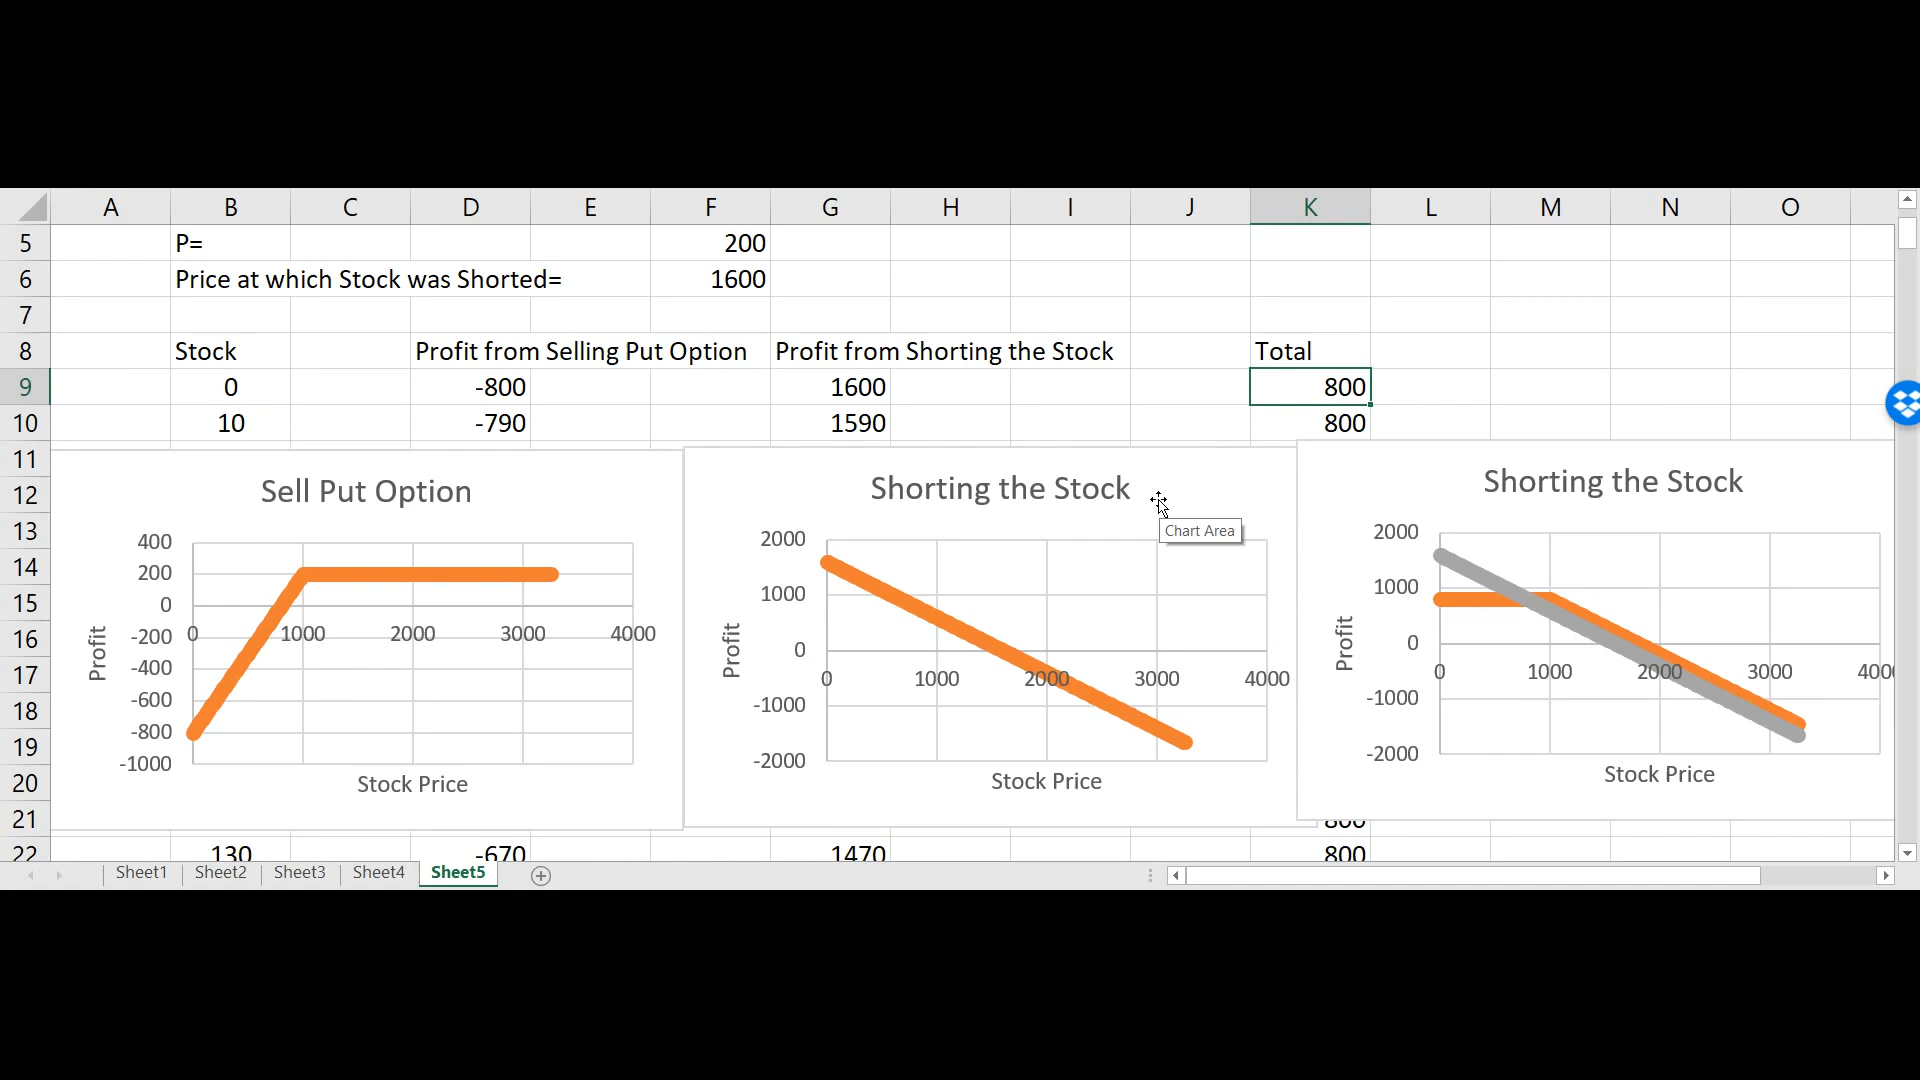 A B C D E F G H I J K L M N O
5 P= 200
6 Price at which Stock was Shorted= 1600
7
8 Stock Profit from Selling Put Option Profit from Shorting the Stock Total
9 0 -800 1600 800
10 10 -790 1590 800
11
12
13
14
15
16
17
18
19
20
21 800
22 130 -670 1470 800
Sell Put Option
400
200
0
-200
-400
-600
-800
-1000
0 1000 2000 3000 4000
Profit
Stock Price
Shorting the Stock
Chart Area
2000
1000
0
-1000
-2000
0 1000 2000 3000 4000
Profit
Stock Price
Shorting the Stock
2000
1000
0
-1000
-2000
0 1000 2000 3000
Profit
Stock Price
Sheet1 Sheet2 Sheet3 Sheet4 Sheet5